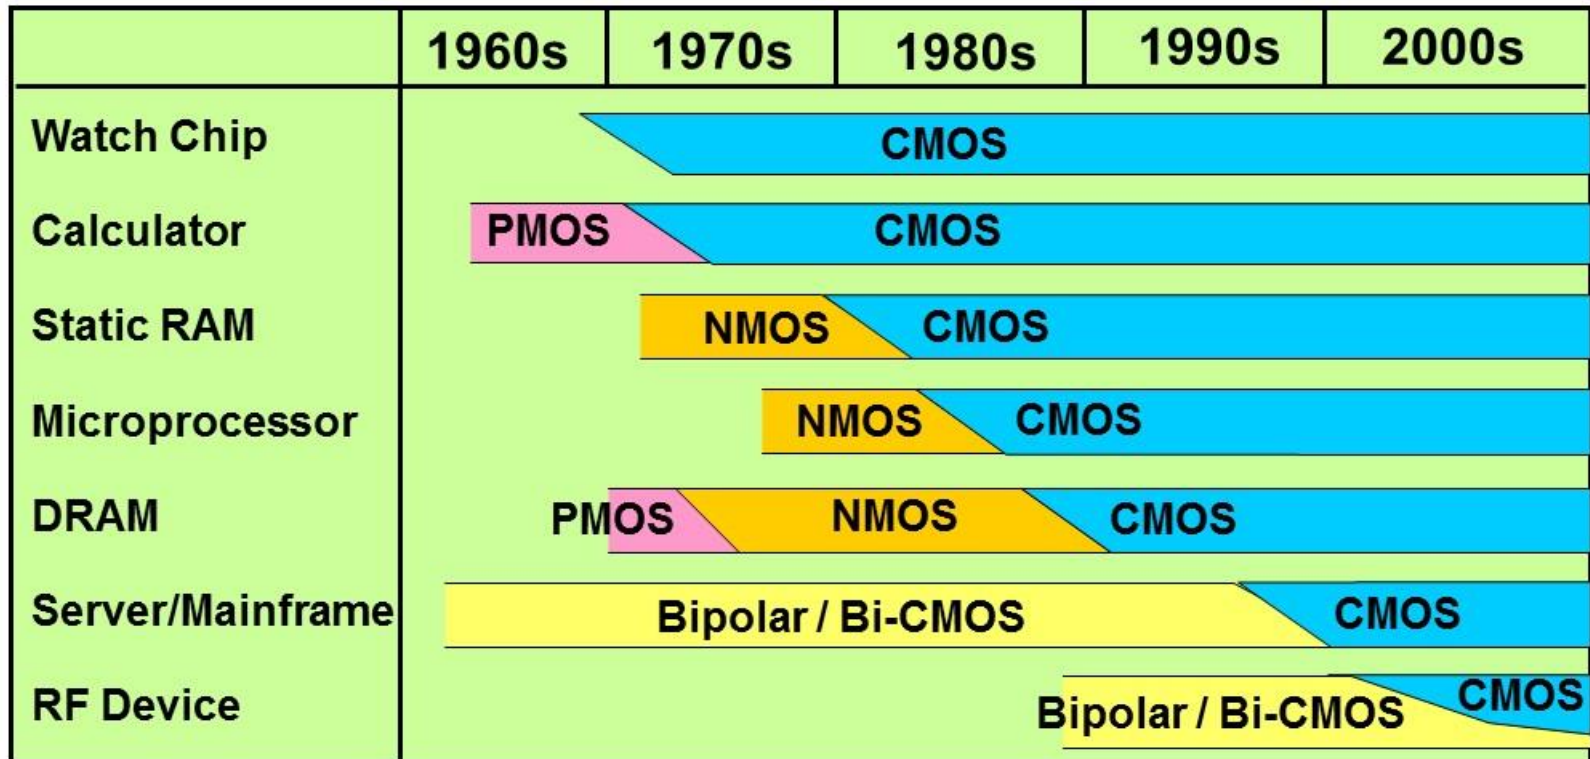 1960s 1970s 1980s 1990s 2000s
Watch Chip CMOS
Calculator PMOS CMOS
Static RAM NMOS CMOS
Microprocessor NMOS CMOS
DRAM PMOS NMOS CMOS
Server/Mainframe Bipolar / Bi-CMOS CMOS
RF Device Bipolar / Bi-CMOS CMOS